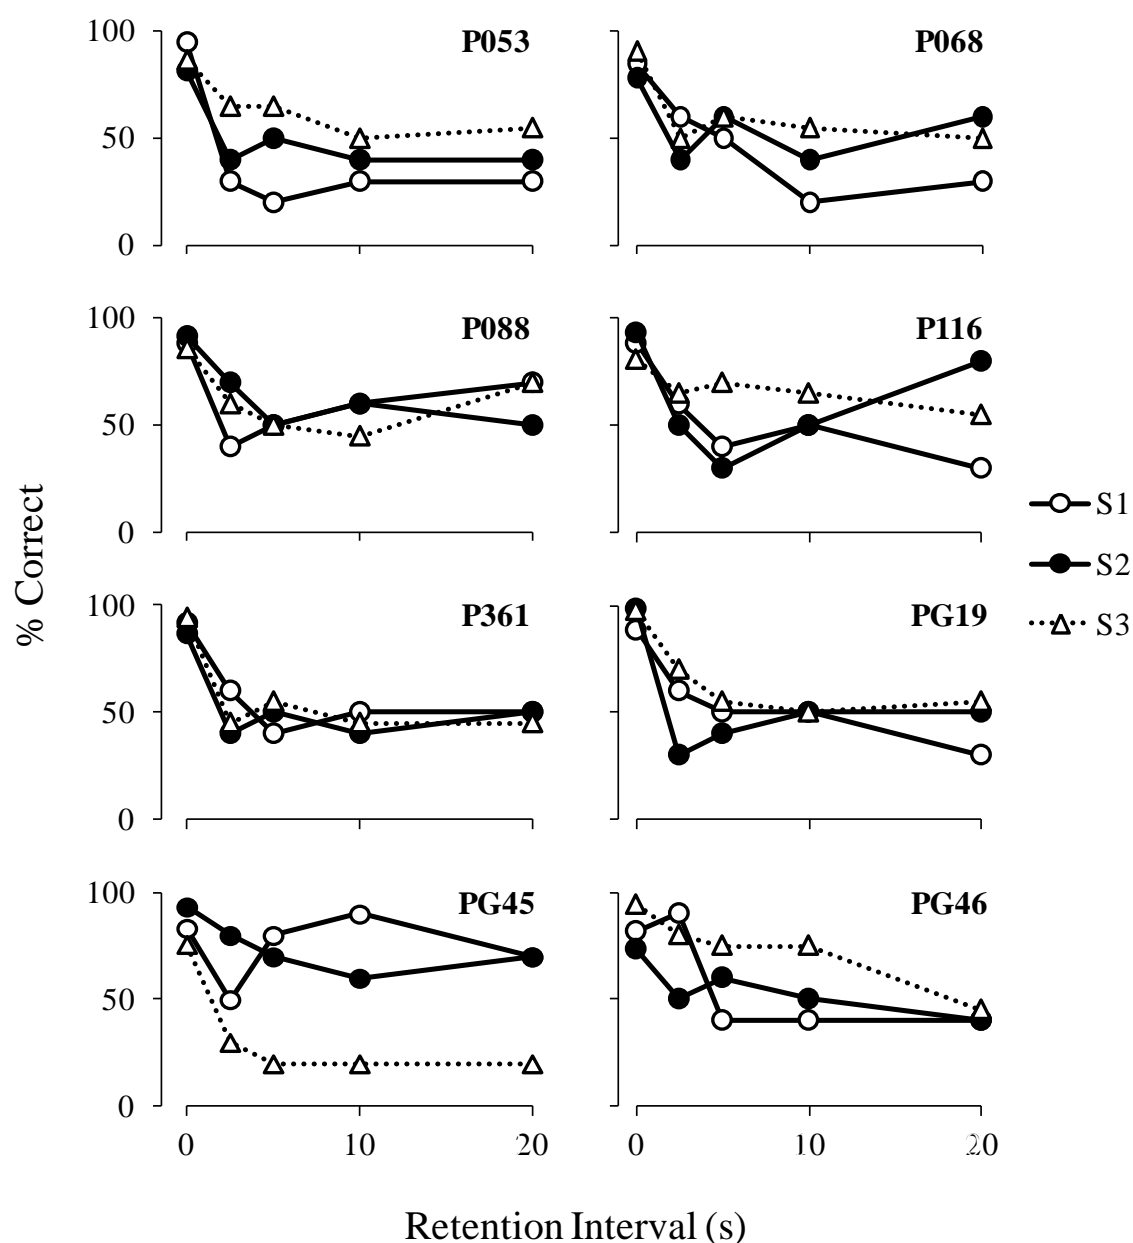 100 P053 P068
50
0
100 P088 P116
50
0
% Correct
S1
S2
S3
100 P361 PG19
50
0
100 PG45 PG46
50
0
0 10 20 0 10 20
Retention Interval (s)